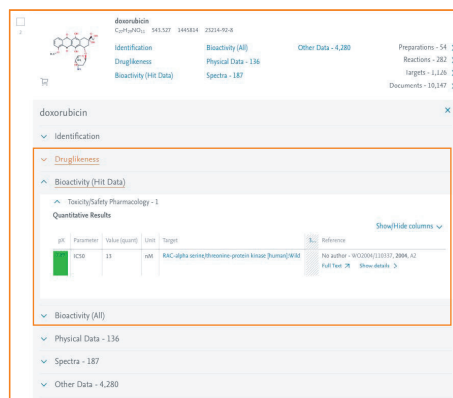 doxorubicin
C₂₇H₂₉NO₁₁ 543.527 1445814 23214-92-8
Identification
Bioactivity (All)
Other Data - 4,280
Preparations - 54
Druglikeness
Physical Data - 136
Reactions - 282
Bioactivity (Hit Data)
Spectra - 187
Targets - 1,126
Documents - 10,147
doxorubicin
Identification
Druglikeness
Bioactivity (Hit Data)
Toxicity/Safety Pharmacology - 1
Quantitative Results
Show/Hide columns
pX Parameter Value (quant) Unit Target S... Reference
IC50 13 nM RAC-alpha serine/threonine-protein kinase [human]:Wild No author - WO2004/110337, 2004, A2
Full Text Show details
Bioactivity (All)
Physical Data - 136
Spectra - 187
Other Data - 4,280